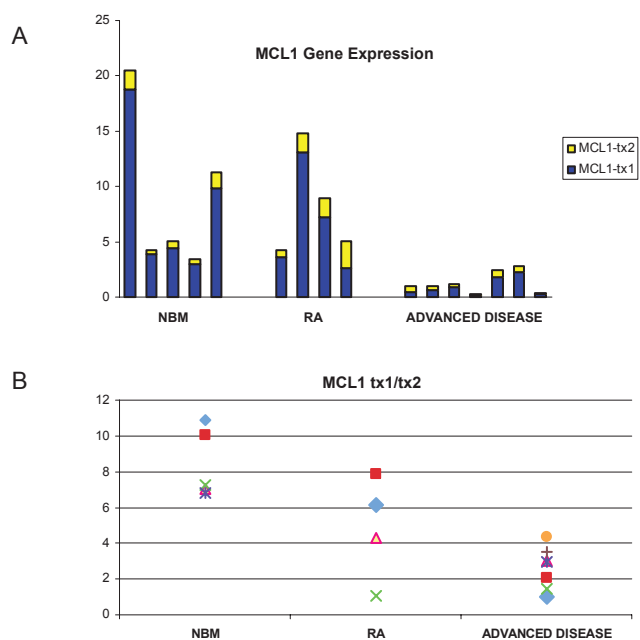 A
MCL1 Gene Expression
25
20
15
10
5
0
MCL1-tx2
MCL1-tx1
NBM RA ADVANCED DISEASE
B
MCL1 tx1/tx2
12
10
8
6
4
2
0
NBM RA ADVANCED DISEASE